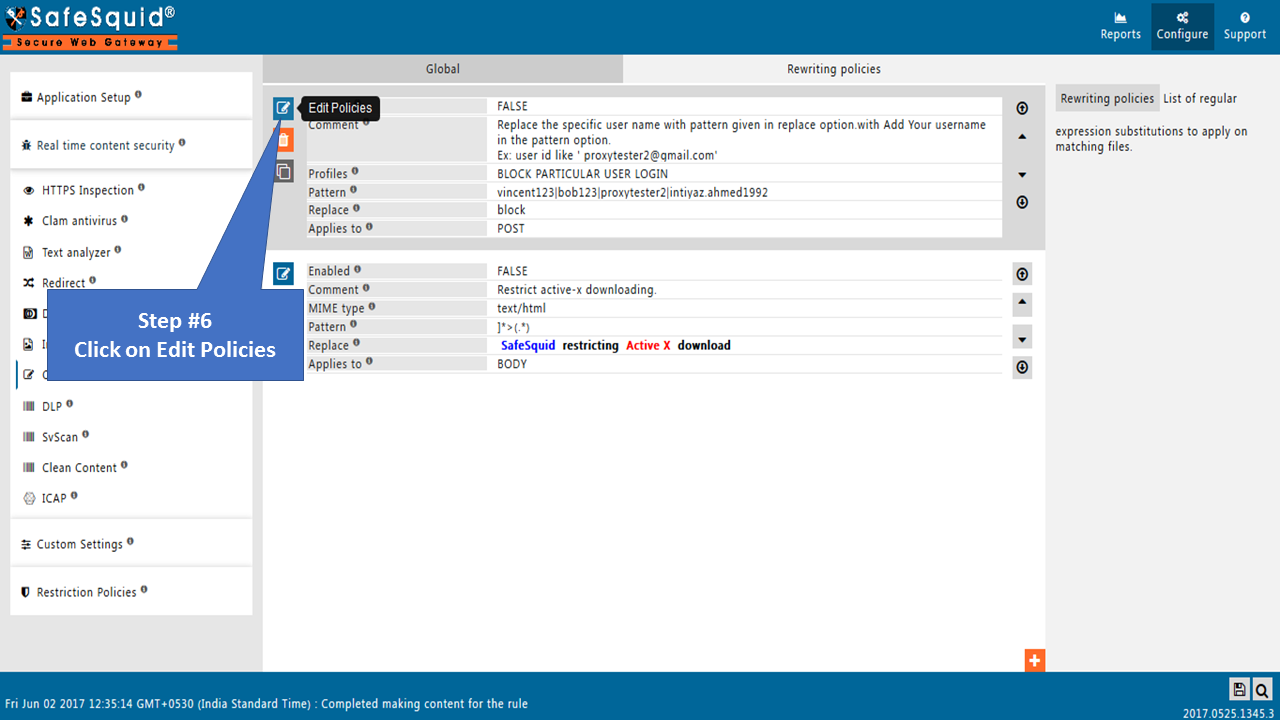 SafeSquid®
Secure Web Gateway
Reports
Configure
Support
Application Setup
Real time content security
HTTPS Inspection
Clam antivirus
Text analyzer
Redirect
DLP
SvScan
Clean Content
ICAP
Custom Settings
Restriction Policies
Step #6
Click on Edit Policies
Global
Rewriting policies
Edit Policies
FALSE
Comment Replace the specific user name with pattern given in replace option.with Add Your username
in the pattern option.
Ex: user id like ' proxytester2@gmail.com'
Profiles BLOCK PARTICULAR USER LOGIN
Pattern vincent123|bob123|proxytester2|intiyaz.ahmed1992
Replace block
Applies to POST
Enabled FALSE
Comment Restrict active-x downloading.
MIME type text/html
Pattern ]*>(.*)
Replace SafeSquid restricting Active X download
Applies to BODY
Rewriting policies List of regular
expression substitutions to apply on
matching files.
Fri Jun 02 2017 12:35:14 GMT+0530 (India Standard Time) : Completed making content for the rule
2017.0525.1345.3